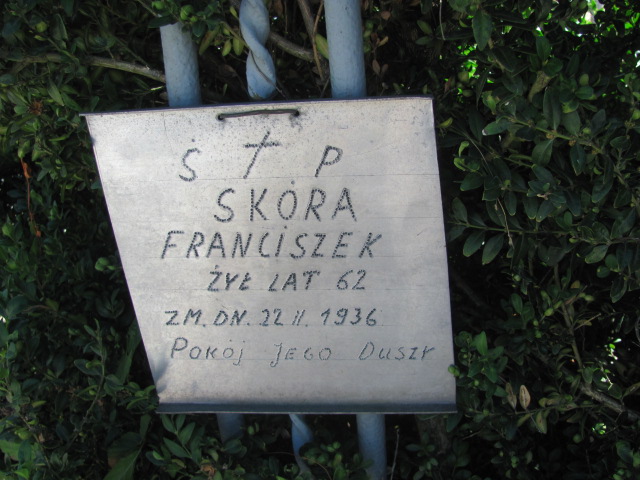 Ś † P
SKÓRA
FRANCISZEK
ŻYŁ LAT 62
ZM. DN. 22 II. 1936
POKÓJ JEGO DUSZY